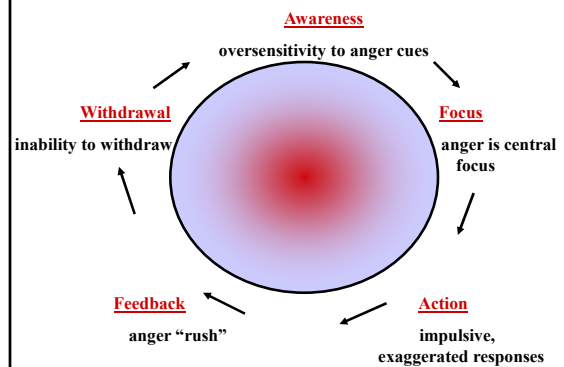 Awareness
oversensitivity to anger cues
Focus
anger is central
focus
Action
impulsive,
exaggerated responses
Feedback
anger “rush”
Withdrawal
inability to withdraw